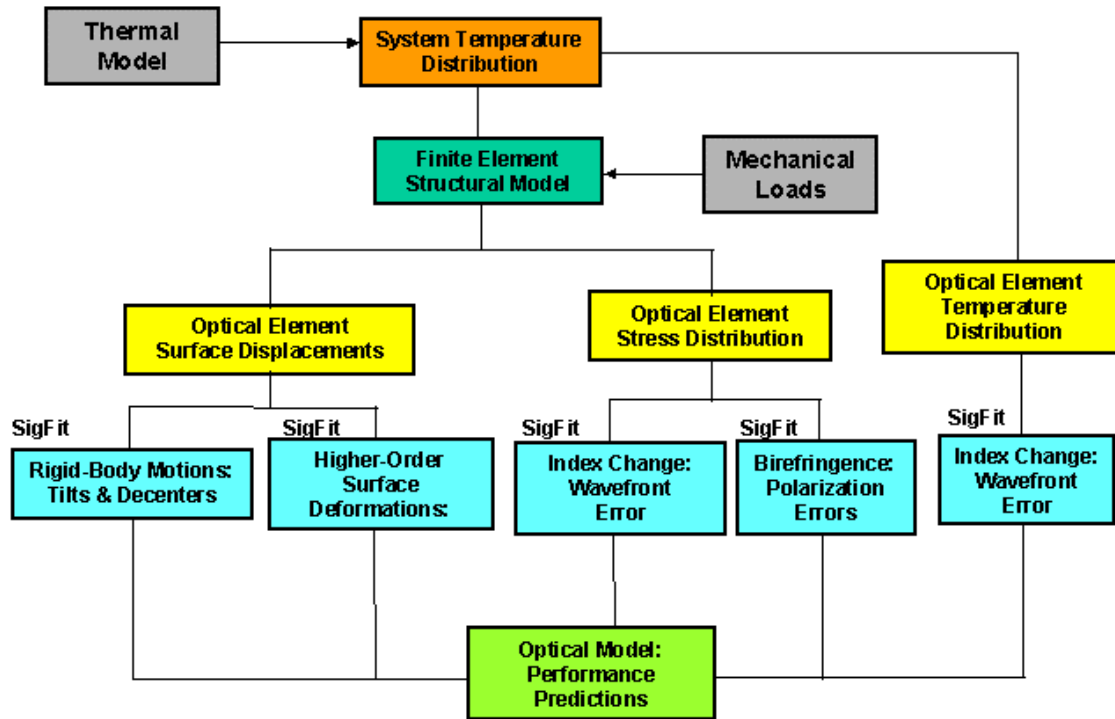 Thermal
Model
System Temperature
Distribution
Finite Element
Structural Model
Mechanical
Loads
Optical Element
Surface Displacements
Optical Element
Stress Distribution
Optical Element
Temperature
Distribution
SigFit
Rigid-Body Motions:
Tilts & Decenters
SigFit
Higher-Order
Surface
Deformations:
SigFit
Index Change:
Wavefront
Error
SigFit
Birefringence:
Polarization
Errors
SigFit
Index Change:
Wavefront
Error
Optical Model:
Performance
Predictions